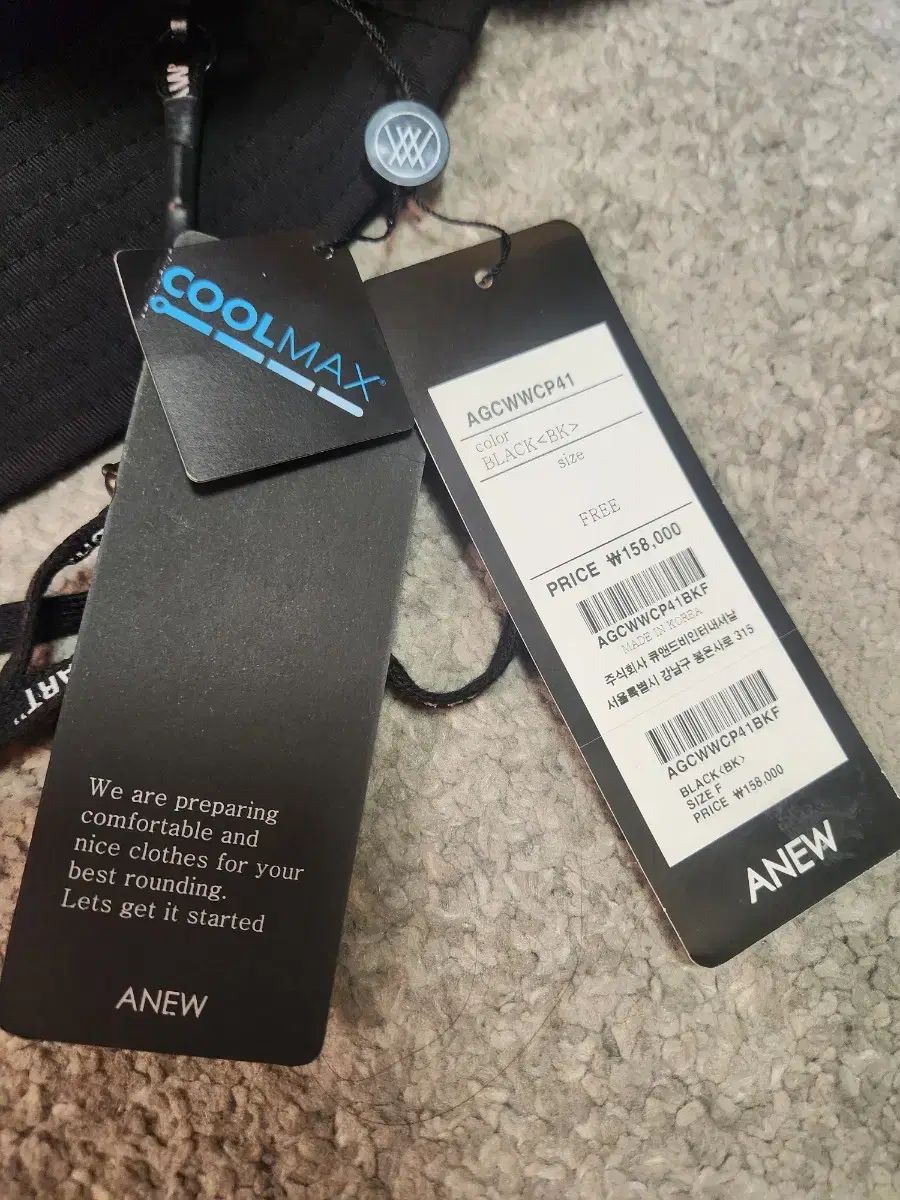 COOLMAX®
We are preparing
comfortable and
nice clothes for your
best rounding.
Lets get it started
ANEW
AGCWWCP41
color
BLACK<BK>
size
FREE
PRICE ₩158,000
AGCWWCP41BKF
MADE IN KOREA
주식회사 큐앤드비인터내셔날
서울특별시 강남구 봉은사로 315
AGCWWCP41BKF
BLACK<BK>
SIZE F
PRICE ₩158,000
ANEW